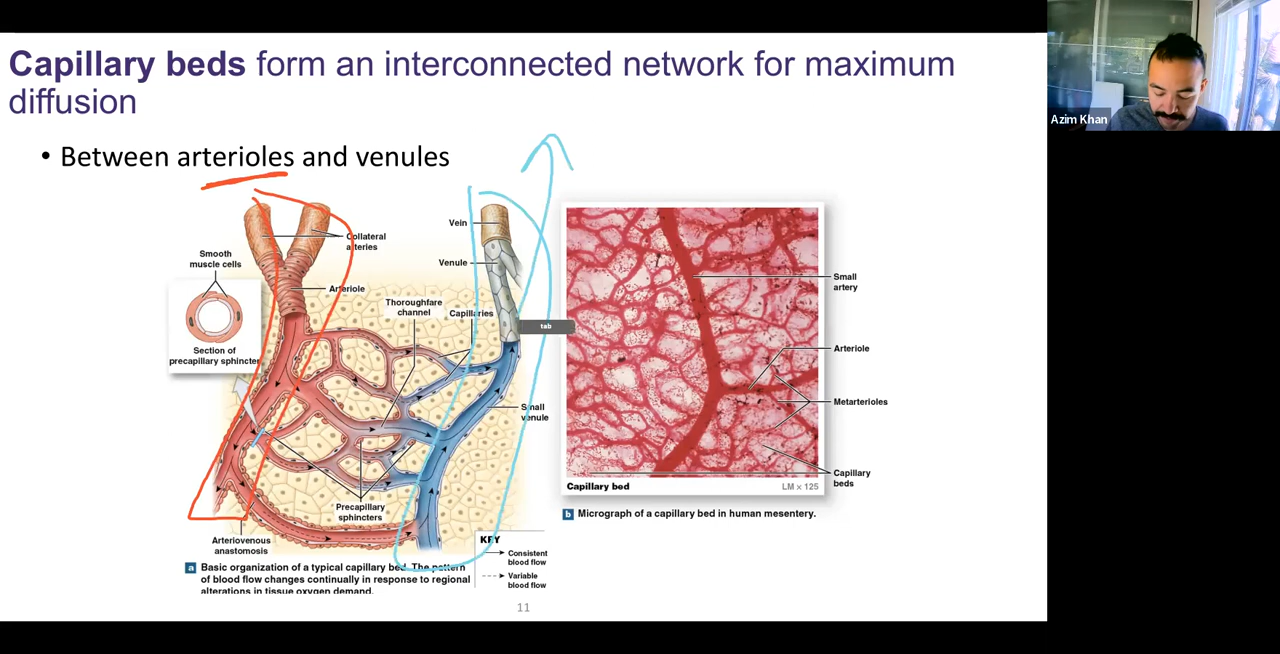 Capillary beds form an interconnected network for maximum
diffusion
• Between arterioles and venules
Azim Khan
Collateral
arteries
Smooth
muscle cells
Arteriole
Section of
precapillary sphincter
Vein
Venule
Thoroughfare
channel
Capillaries
tab
Small
venule
Precapillary
sphincters
Arteriovenous
anastomosis
KEY
Consistent
blood flow
Variable
blood flow
a Basic organization of a typical capillary bed. The pattern
of blood flow changes continually in response to regional
alterations in tissue oxygen demand.
Small
artery
Arteriole
Metarterioles
Capillary
beds
Capillary bed
LM × 125
b Micrograph of a capillary bed in human mesentery.
11